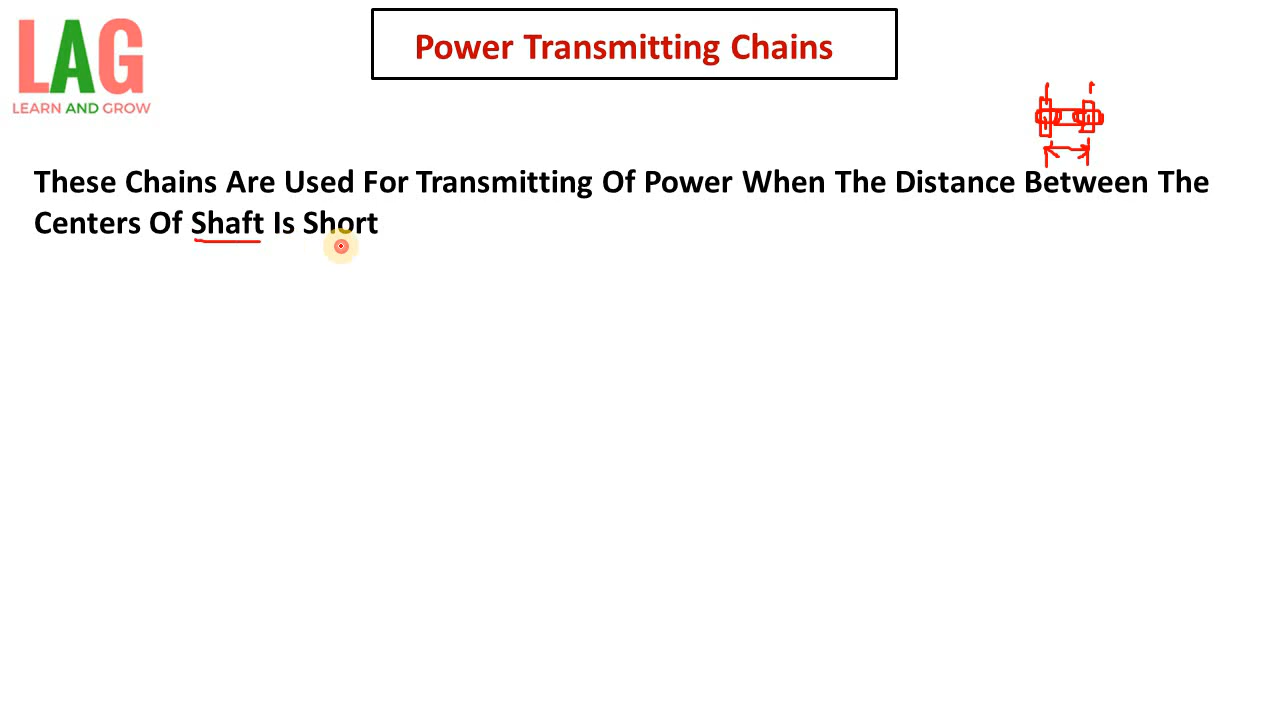 LAG
LEARN AND GROW
Power Transmitting Chains
These Chains Are Used For Transmitting Of Power When The Distance Between The
Centers Of Shaft Is Short